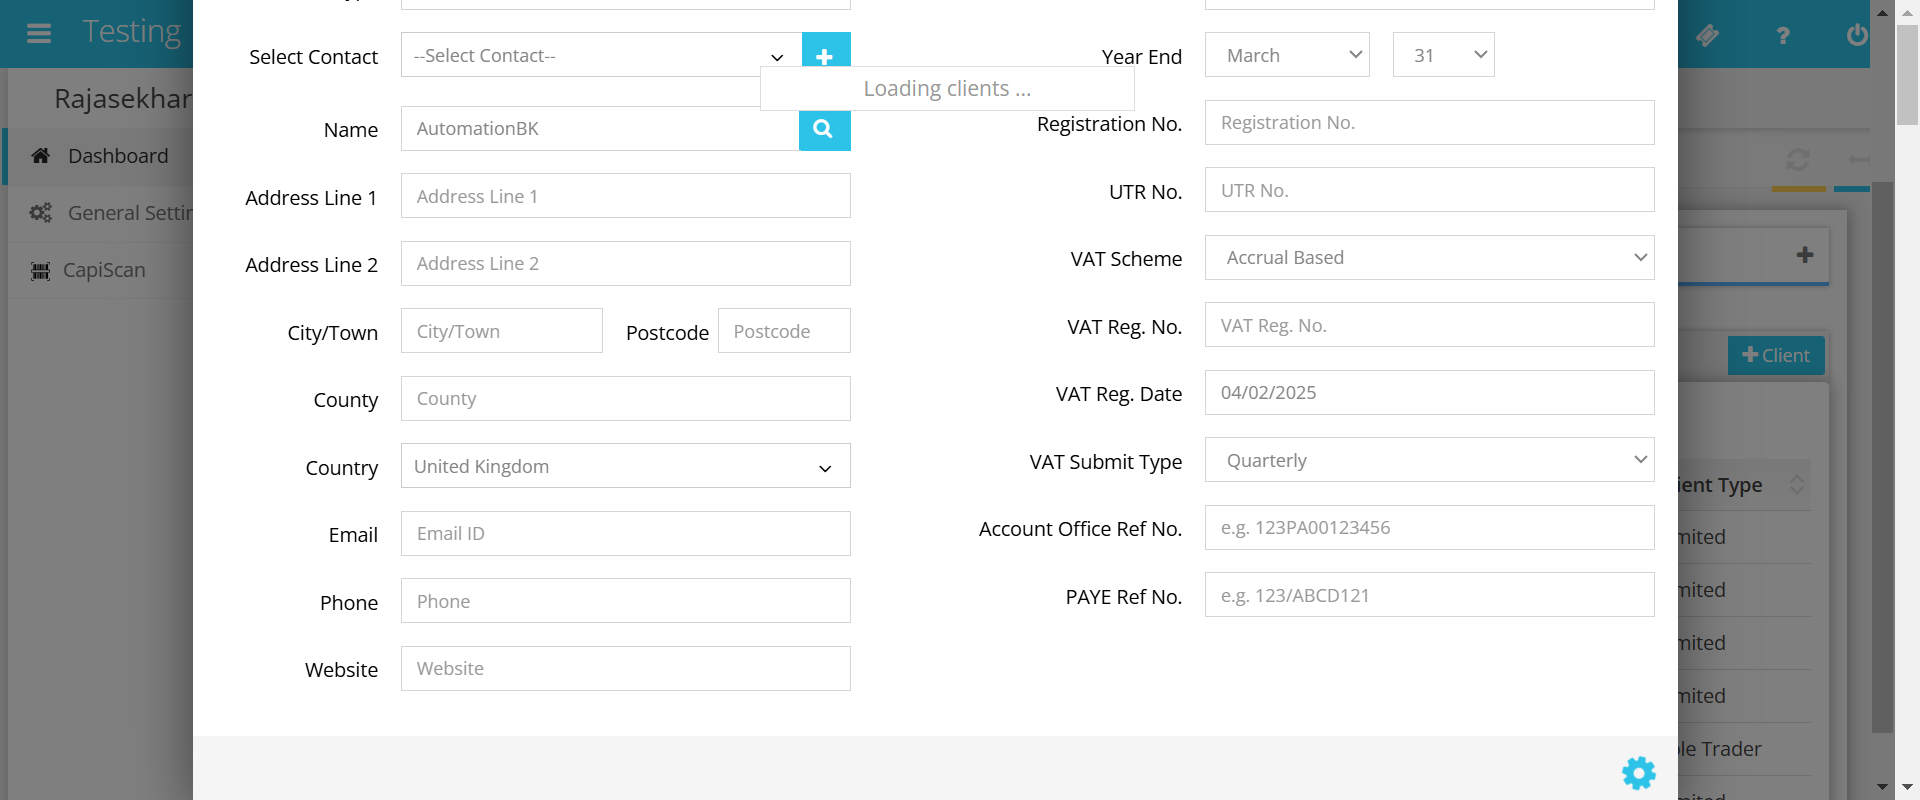 Testing
Rajasekhar
Dashboard
General Settin
CapiScan
Select Contact
--Select Contact--
Loading clients ...
Name
AutomationBK
Address Line 1
Address Line 1
Address Line 2
Address Line 2
City/Town
City/Town
Postcode
Postcode
County
County
Country
United Kingdom
Email
Email ID
Phone
Phone
Website
Website
Year End
March
31
Registration No.
Registration No.
UTR No.
UTR No.
VAT Scheme
Accrual Based
VAT Reg. No.
VAT Reg. No.
VAT Reg. Date
04/02/2025
VAT Submit Type
Quarterly
Account Office Ref No.
e.g. 123PA00123456
PAYE Ref No.
e.g. 123/ABCD121
?
Client
ient Type
mited
mited
mited
mited
le Trader